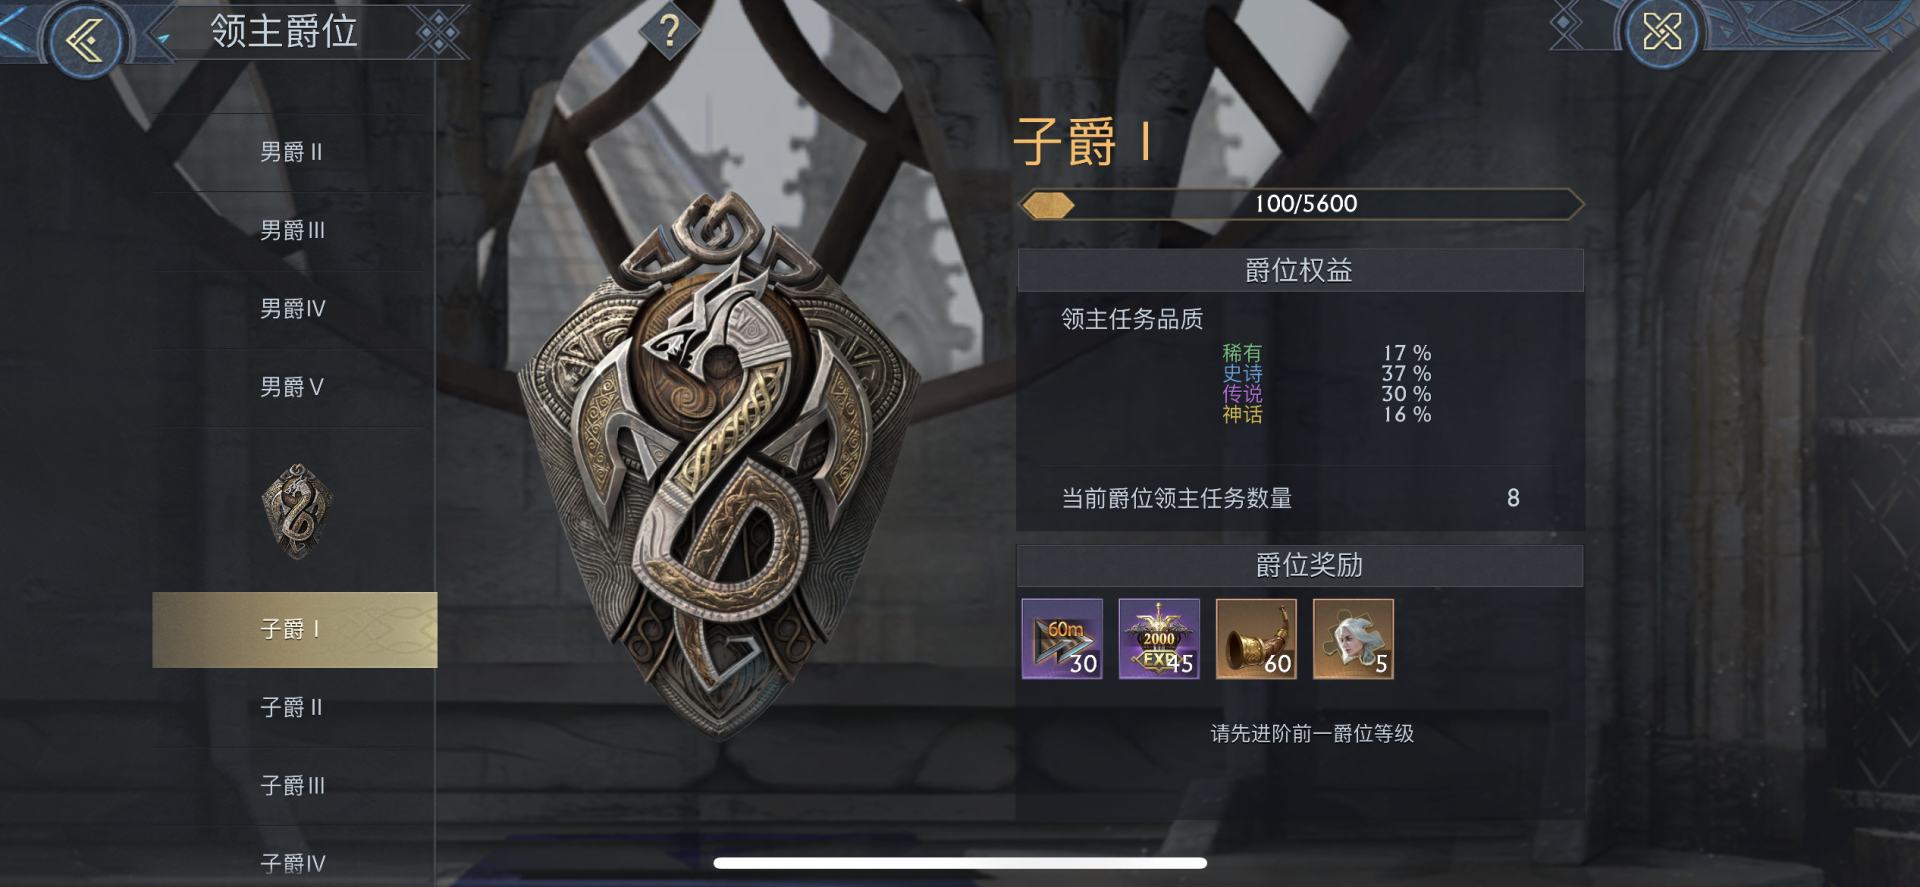 领主爵位
?
男爵 II
男爵 III
男爵 IV
男爵 V
子爵 I
子爵 II
子爵 III
子爵 IV
子爵 I
100/5600
爵位权益
领主任务品质
稀有 17 %
史诗 37 %
传说 30 %
神话 16 %
当前爵位领主任务数量 8
爵位奖励
60m 30
2000 EXP 45
60
5
请先进阶前一爵位等级